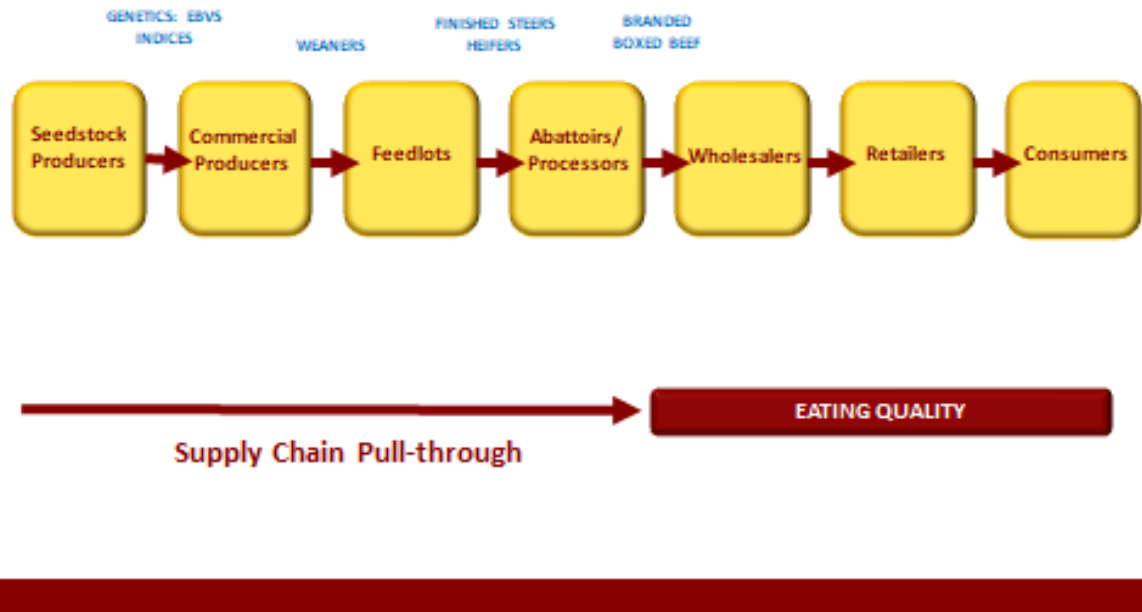 GENETICS: EBVS
INDICES
WEANERS
FINISHED STEERS
HEIFERS
BRANDED
BOXED BEEF
Seedstock
Producers
Commercial
Producers
Feedlots
Abattoirs/
Processors
Wholesalers
Retailers
Consumers
EATING QUALITY
Supply Chain Pull-through